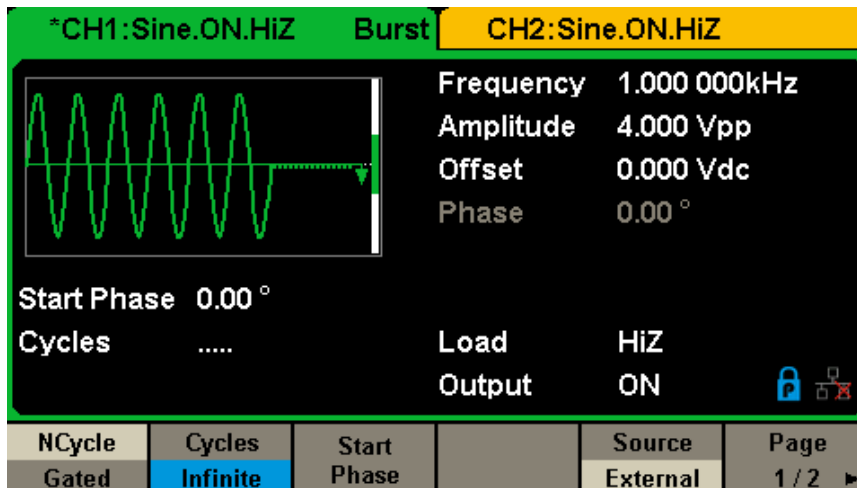 *CH1:Sine.ON.HiZ Burst CH2:Sine.ON.HiZ
Frequency 1.000 000kHz
Amplitude 4.000 Vpp
Offset 0.000 Vdc
Phase 0.00 °
Start Phase 0.00 °
Cycles .....
Load HiZ
Output ON
P
NCycle Gated
Cycles Infinite
Start Phase
Source External
Page 1/2